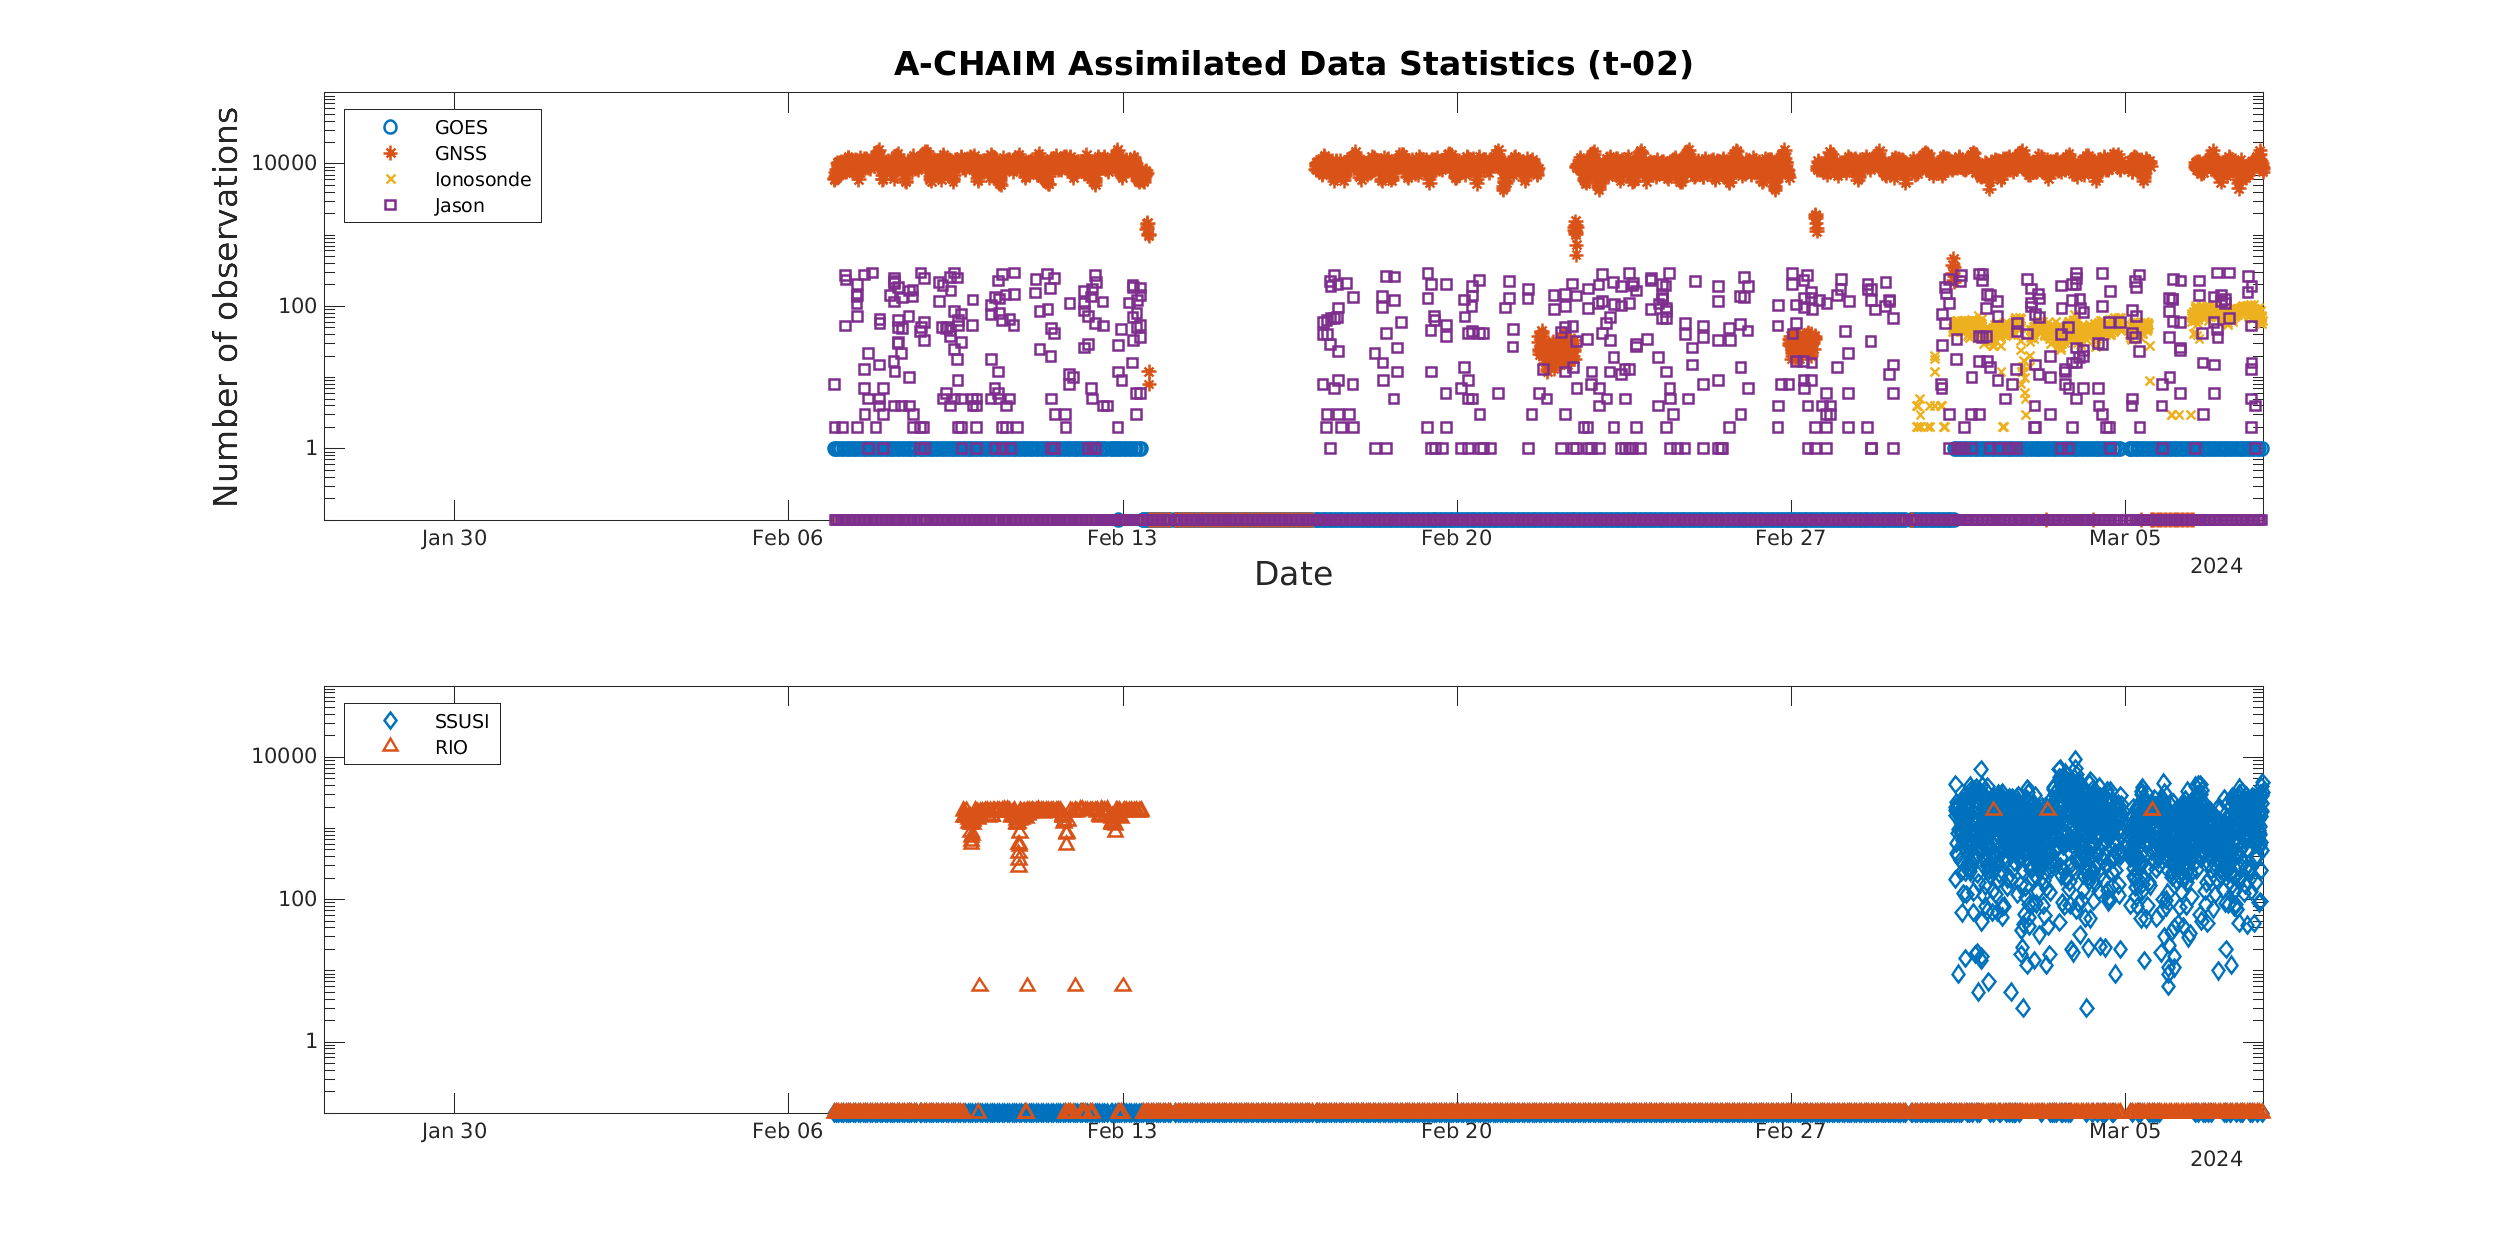 A-CHAIM Assimilated Data Statistics (t-02)
Number of observations
GOES
GNSS
Ionosonde
Jason
10000
100
1
Jan 30 Feb 06 Feb 13 Feb 20 Feb 27 Mar 05
2024
Date
SSUSI
RIO
10000
100
1
Jan 30 Feb 06 Feb 13 Feb 20 Feb 27 Mar 05
2024